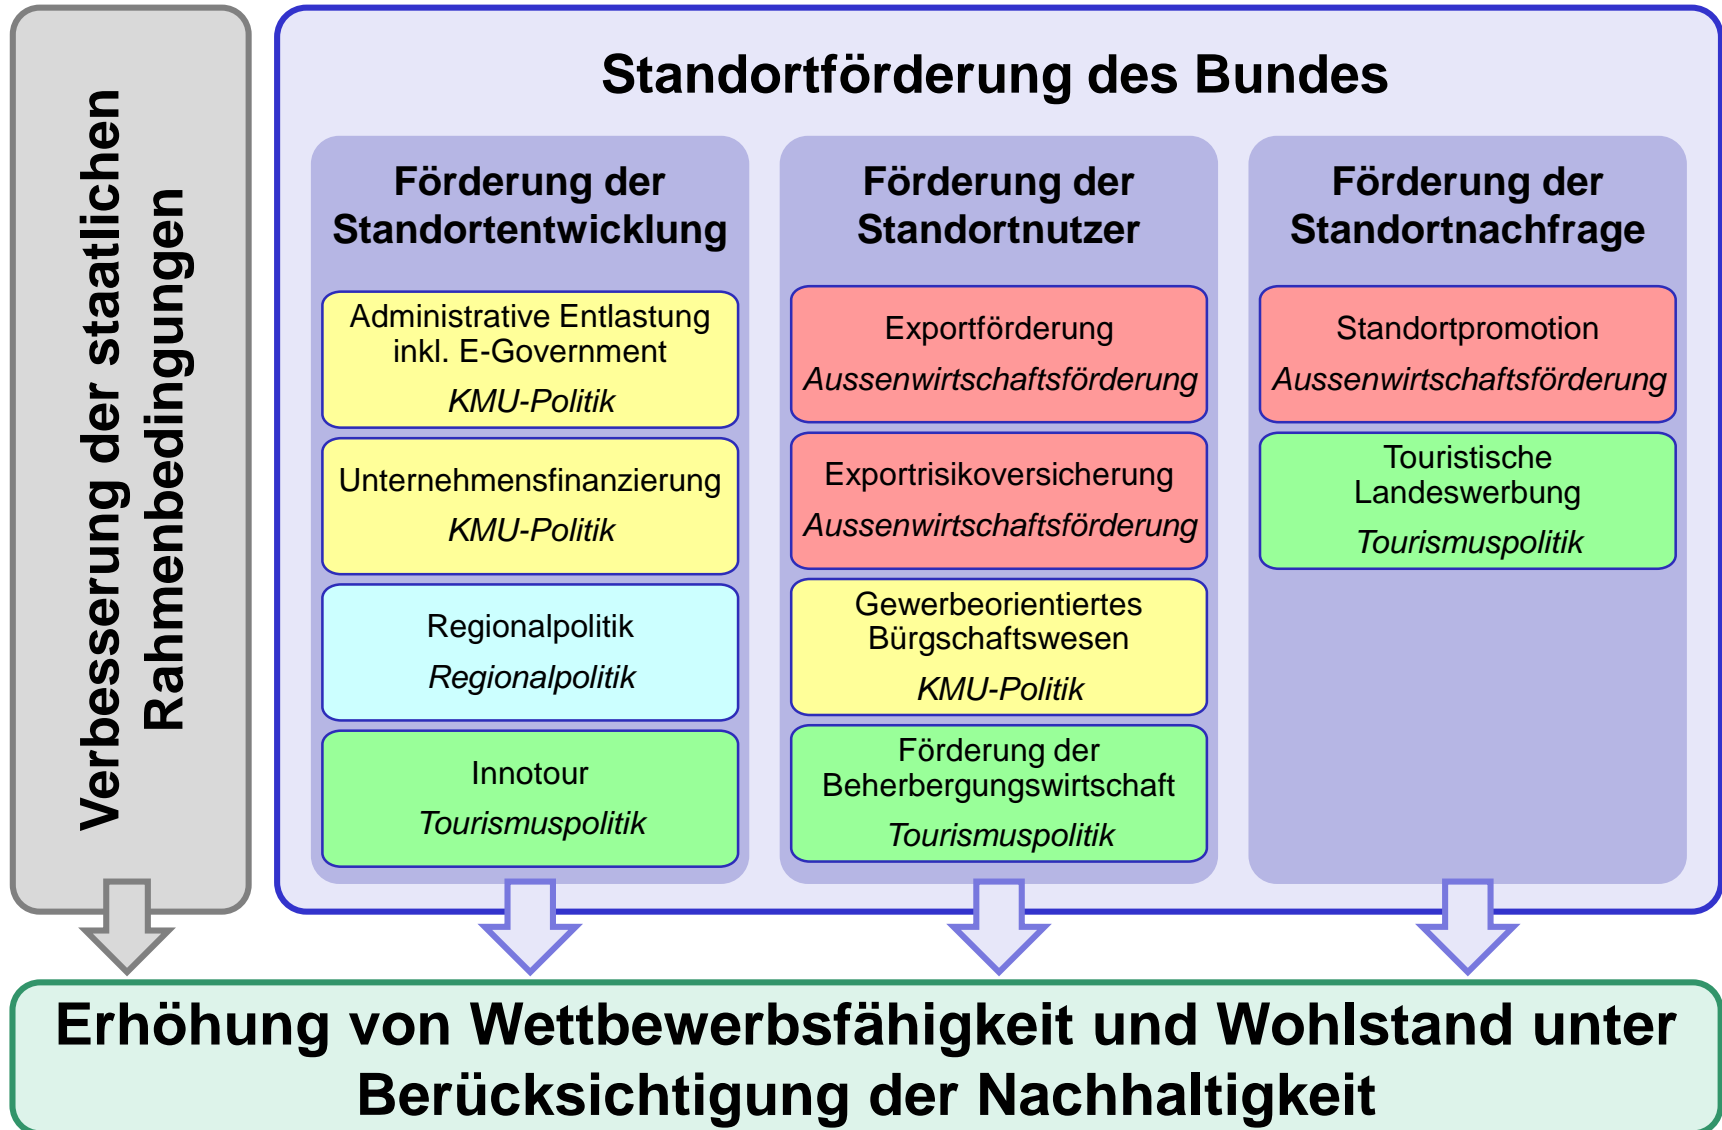 Verbesserung der staatlichen
Rahmenbedingungen
Standortförderung des Bundes
Förderung der
Standortentwicklung
Administrative Entlastung
inkl. E-Government
KMU-Politik
Unternehmensfinanzierung
KMU-Politik
Regionalpolitik
Regionalpolitik
Innotour
Tourismuspolitik
Förderung der
Standortnutzer
Exportförderung
Aussenwirtschaftsförderung
Exportrisikoversicherung
Aussenwirtschaftsförderung
Gewerbeorientiertes
Bürgschaftswesen
KMU-Politik
Förderung der
Beherbergungswirtschaft
Tourismuspolitik
Förderung der
Standortnachfrage
Standortpromotion
Aussenwirtschaftsförderung
Touristische
Landeswerbung
Tourismuspolitik
Erhöhung von Wettbewerbsfähigkeit und Wohlstand unter
Berücksichtigung der Nachhaltigkeit